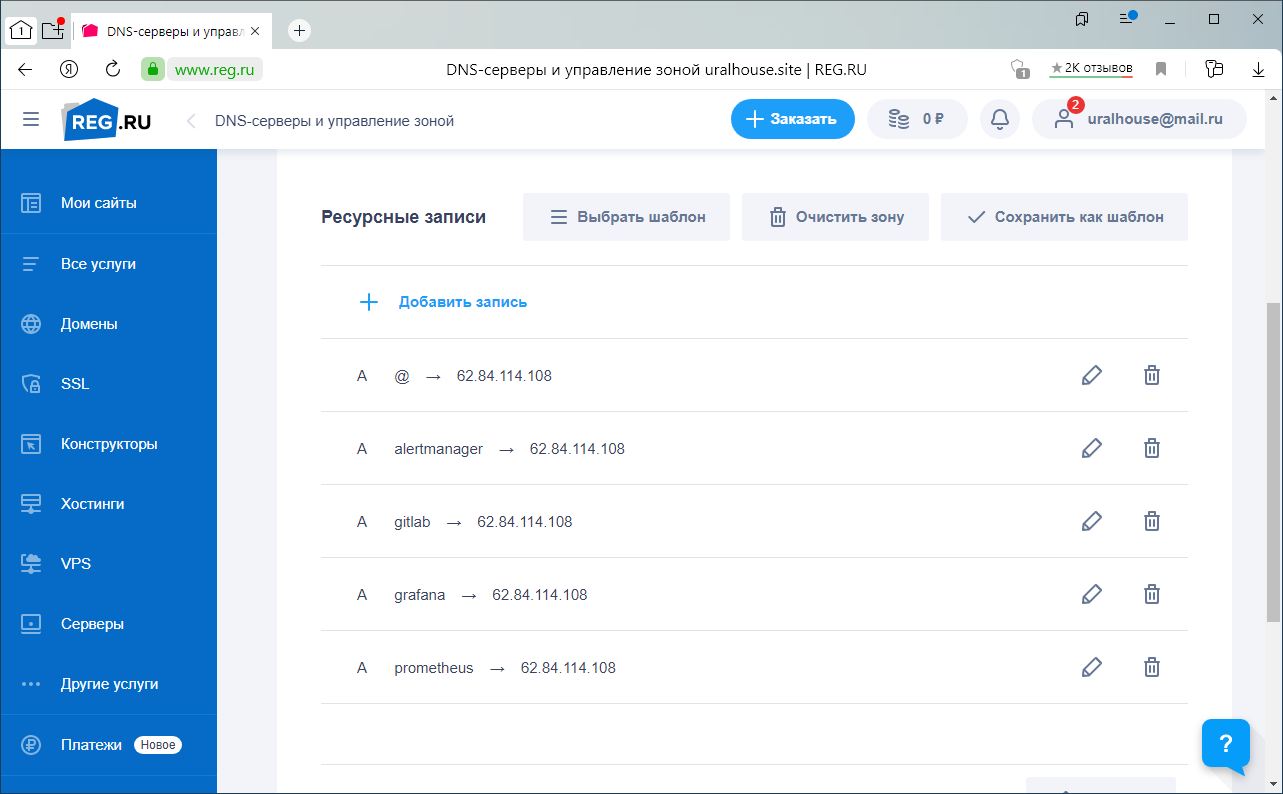 1
DNS-серверы и управл
www.reg.ru
DNS-серверы и управление зоной uralhouse.site | REG.RU
1
2К отзывов
REG.RU
DNS-серверы и управление зоной
Заказать
0 ₽
2
uralhouse@mail.ru
Мои сайты
Все услуги
Домены
SSL
Конструкторы
Хостинги
VPS
Серверы
Другие услуги
Платежи Новое
Ресурсные записи
Выбрать шаблон
Очистить зону
Сохранить как шаблон
Добавить запись
A @ → 62.84.114.108
A alertmanager → 62.84.114.108
A gitlab → 62.84.114.108
A grafana → 62.84.114.108
A prometheus → 62.84.114.108
?